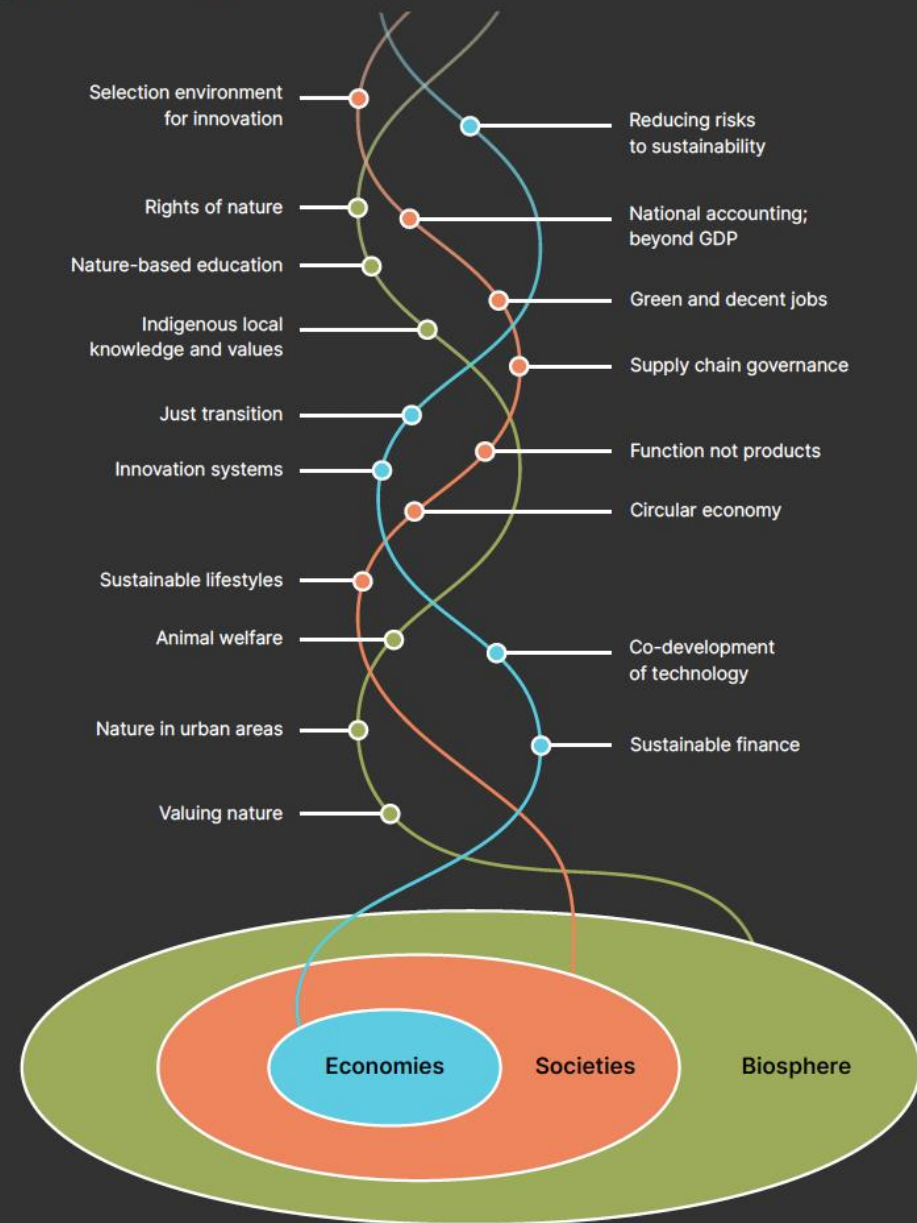 Selection environment
for innovation
Reducing risks
to sustainability
Rights of nature
National accounting;
beyond GDP
Nature-based education
Green and decent jobs
Indigenous local
knowledge and values
Supply chain governance
Just transition
Function not products
Innovation systems
Circular economy
Sustainable lifestyles
Animal welfare
Co-development
of technology
Nature in urban areas
Sustainable finance
Valuing nature
Economies
Societies
Biosphere